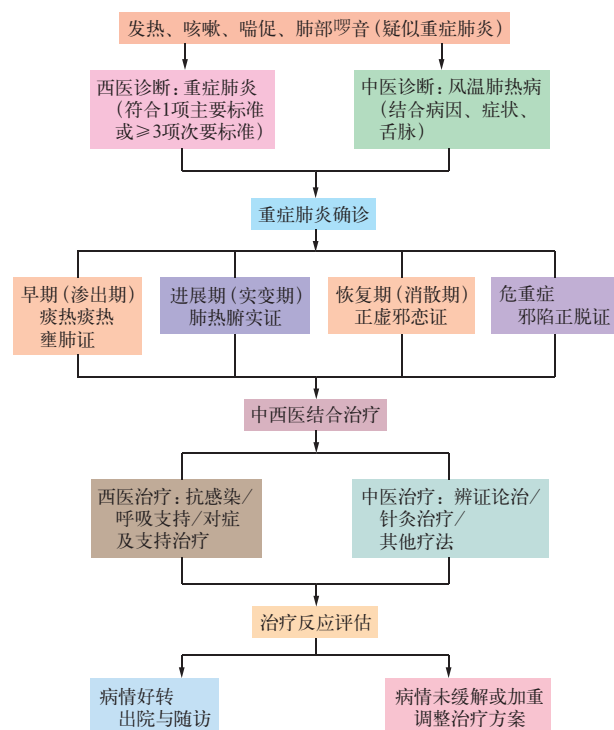 发热、咳嗽、喘促、肺部啰音(疑似重症肺炎)
西医诊断：重症肺炎
(符合1项主要标准
或≥3项次要标准)
中医诊断：风温肺热病
(结合病因、症状、
舌脉)
重症肺炎确诊
早期(渗出期)
痰热痰热
壅肺证
进展期(实变期)
肺热腑实证
恢复期(消散期)
正虚邪恋证
危重症
邪陷正脱证
中西医结合治疗
西医治疗：抗感染/
呼吸支持/对症
及支持治疗
中医治疗：辨证论治/
针灸治疗/
其他疗法
治疗反应评估
病情好转
出院与随访
病情未缓解或加重
调整治疗方案